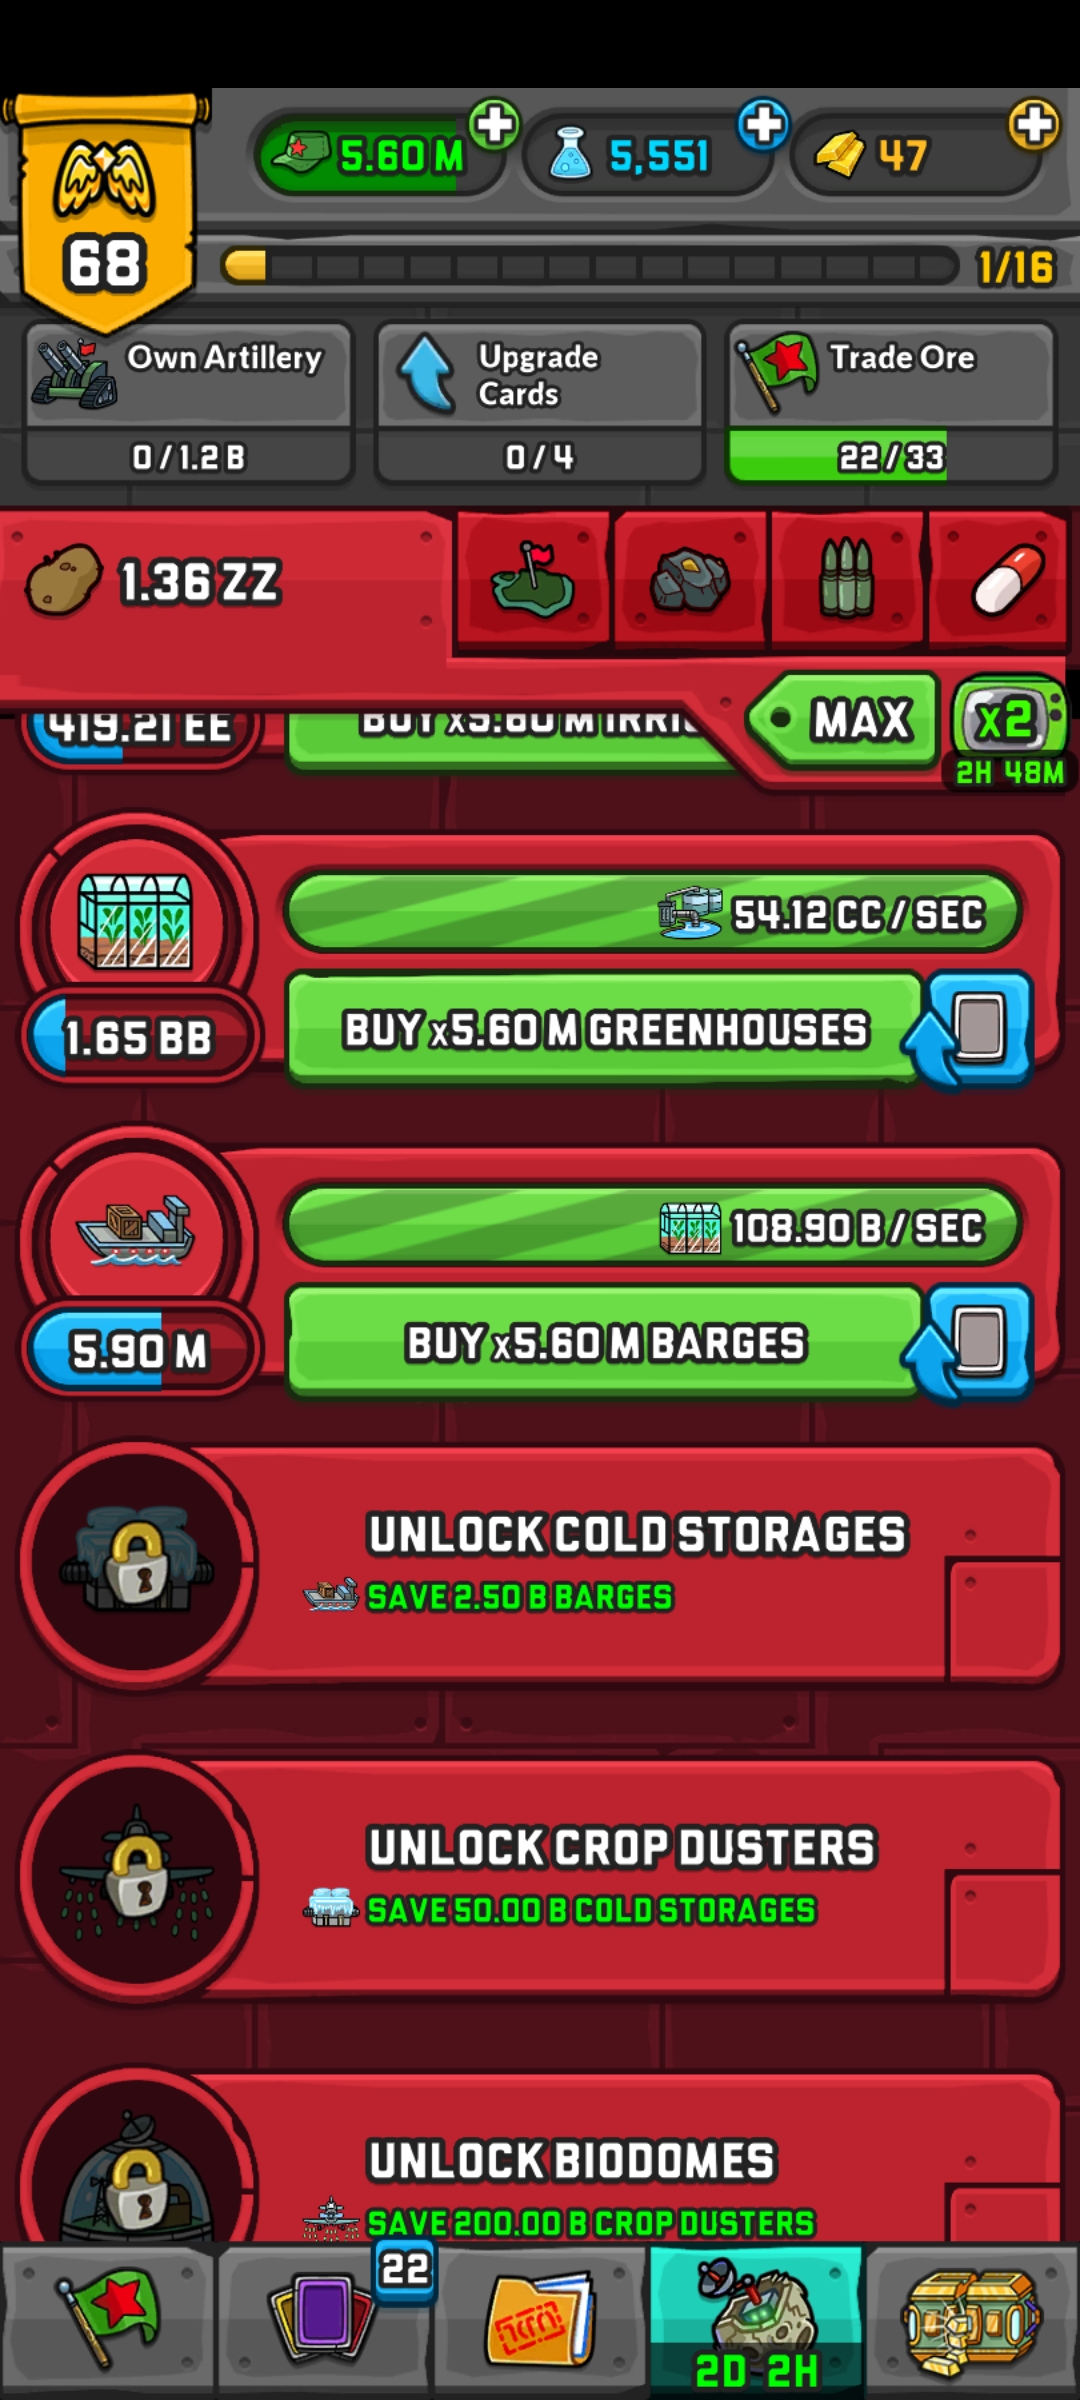 5.60 M
5,551
47
68
1/16
Own Artillery
Upgrade
Cards
Trade Ore
0 / 1.2 B
0 / 4
22 / 33
1.36 ZZ
MAX
x2
2H 48M
419.21 EE
BUY x5.60 M
54.12 CC / SEC
1.65 BB
BUY x5.60 M GREENHOUSES
108.90 B / SEC
5.90 M
BUY x5.60 M BARGES
UNLOCK COLD STORAGES
SAVE 2.50 B BARGES
UNLOCK CROP DUSTERS
SAVE 50.00 B COLD STORAGES
UNLOCK BIODOMES
SAVE 200.00 B CROP DUSTERS
22
2D 2H